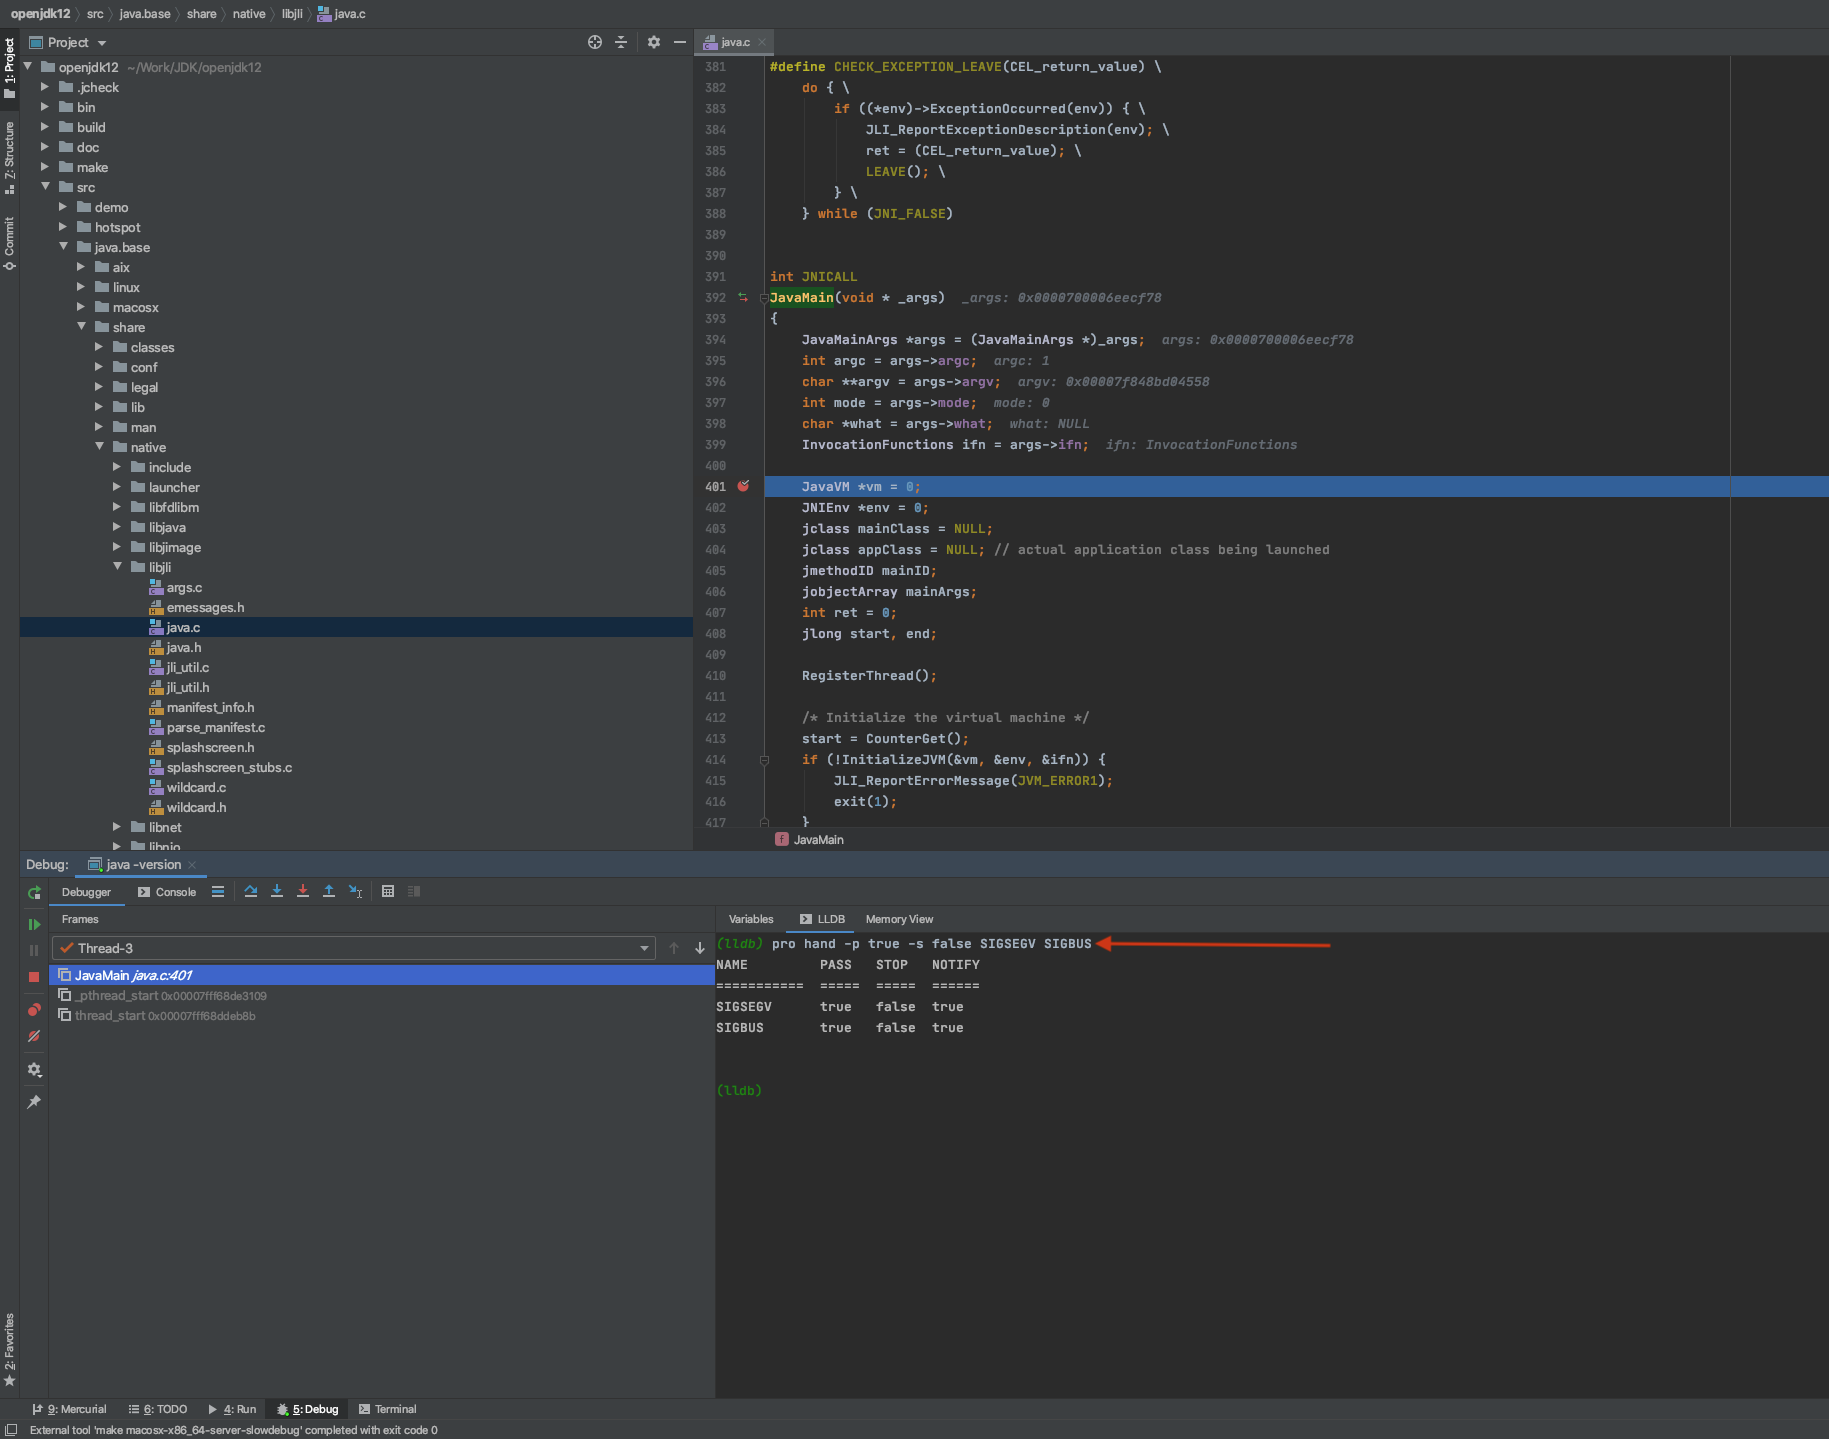 openjdk12 src java.base share native libjli java.c
1: Project
Z: Structure
Commit
2: Favorites
Project
openjdk12 ~/Work/JDK/openjdk12
.jcheck
bin
build
doc
make
src
demo
hotspot
java.base
aix
linux
macosx
share
classes
conf
legal
lib
man
native
include
launcher
libfdlibm
libjava
libjimage
libjli
args.c
emessages.h
java.c
java.h
jli_util.c
jli_util.h
manifest_info.h
parse_manifest.c
splashscreen.h
splashscreen_stubs.c
wildcard.c
wildcard.h
libnet
libnio
java.c
381 #define CHECK_EXCEPTION_LEAVE(CEL_return_value) \
382 do { \
383 if ((*env)->ExceptionOccurred(env)) { \
384 JLI_ReportExceptionDescription(env); \
385 ret = (CEL_return_value); \
386 LEAVE(); \
387 } \
388 } while (JNI_FALSE)
389
390
391 int JNICALL
392 JavaMain(void * _args) _args: 0x0000700006eecf78
393 {
394 JavaMainArgs *args = (JavaMainArgs *)_args; args: 0x0000700006eecf78
395 int argc = args->argc; argc: 1
396 char **argv = args->argv; argv: 0x00007f848bd04558
397 int mode = args->mode; mode: 0
398 char *what = args->what; what: NULL
399 InvocationFunctions ifn = args->ifn; ifn: InvocationFunctions
400
401 JavaVM *vm = 0;
402 JNIEnv *env = 0;
403 jclass mainClass = NULL;
404 jclass appClass = NULL; // actual application class being launched
405 jmethodID mainID;
406 jobjectArray mainArgs;
407 int ret = 0;
408 jlong start, end;
409
410 RegisterThread();
411
412 /* Initialize the virtual machine */
413 start = CounterGet();
414 if (!InitializeJVM(&vm, &env, &ifn)) {
415 JLI_ReportErrorMessage(JVM_ERROR1);
416 exit(1);
417 }
f JavaMain
Debug: java -version
Debugger Console
Frames
Thread-3
JavaMain java.c:401
_pthread_start 0x00007fff68de3109
thread_start 0x00007fff68ddeb8b
Variables LLDB Memory View
(lldb) pro hand -p true -s false SIGSEGV SIGBUS
NAME PASS STOP NOTIFY
=========== ===== ===== ======
SIGSEGV true false true
SIGBUS true false true
(lldb)
9: Mercurial 6: TODO 4: Run 5: Debug Terminal
External tool 'make macosx-x86_64-server-slowdebug' completed with exit code 0